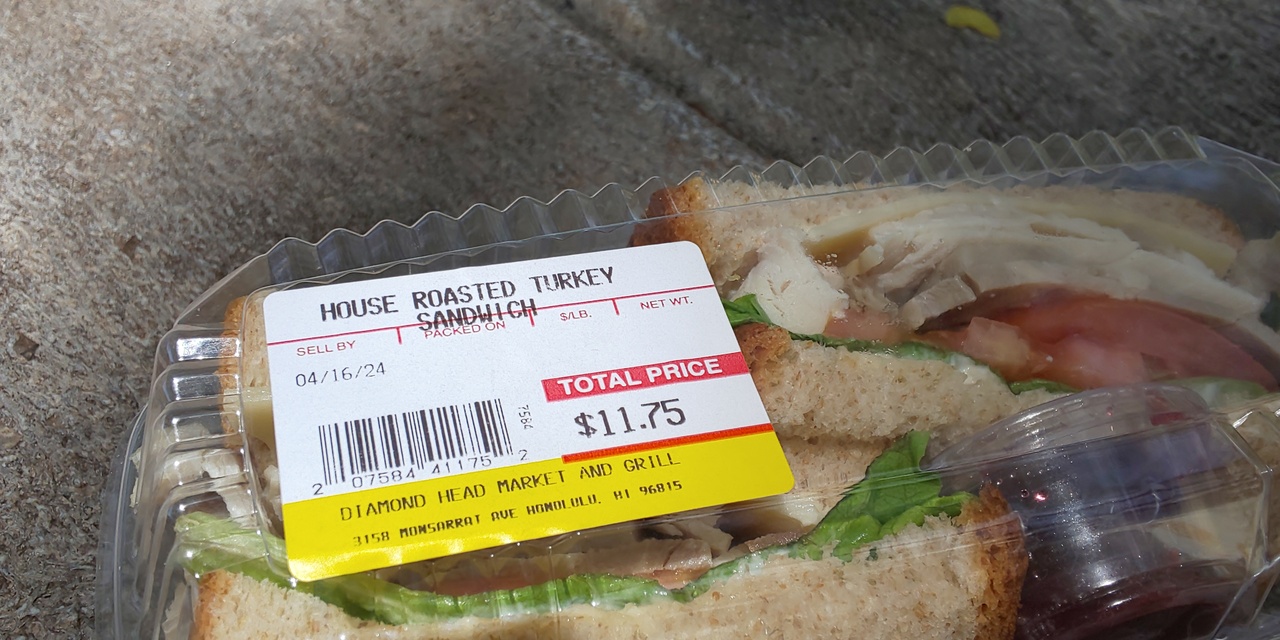 HOUSE ROASTED TURKEY
SANDWICH
SELL BY PACKED ON $/LB. NET WT.
04/16/24
TOTAL PRICE
$11.75
7584
2 07584 41175 2
DIAMOND HEAD MARKET AND GRILL
3158 MONSARRAT AVE HONOLULU, HI 96815